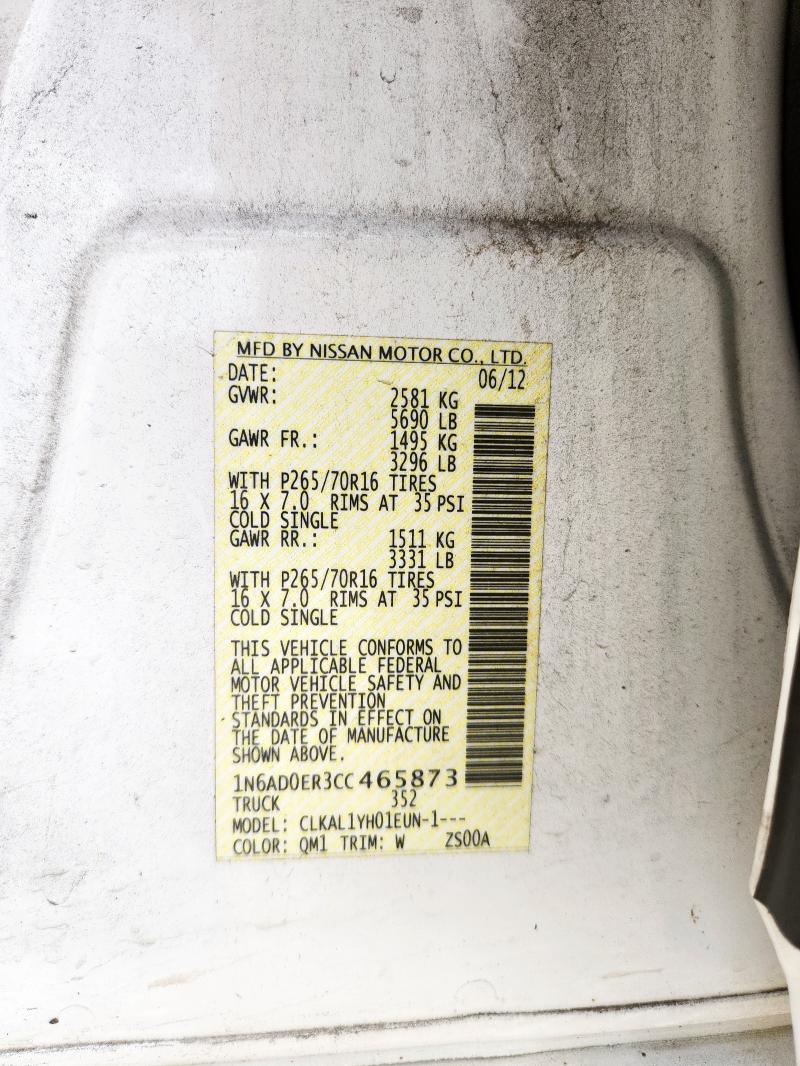 MFD BY NISSAN MOTOR CO., LTD.
DATE: 06/12
GVWR: 2581 KG
5690 LB
GAWR FR.: 1495 KG
3296 LB
WITH P265/70R16 TIRES
16 X 7.0 RIMS AT 35 PSI
COLD SINGLE
GAWR RR.: 1511 KG
3331 LB
WITH P265/70R16 TIRES
16 X 7.0 RIMS AT 35 PSI
COLD SINGLE
THIS VEHICLE CONFORMS TO
ALL APPLICABLE FEDERAL
MOTOR VEHICLE SAFETY AND
THEFT PREVENTION
STANDARDS IN EFFECT ON
THE DATE OF MANUFACTURE
SHOWN ABOVE.
1N6AD0ER3CC465873
TRUCK 352
MODEL: CLKAL1YH01EUN-1---
COLOR: QM1 TRIM: W ZS00A